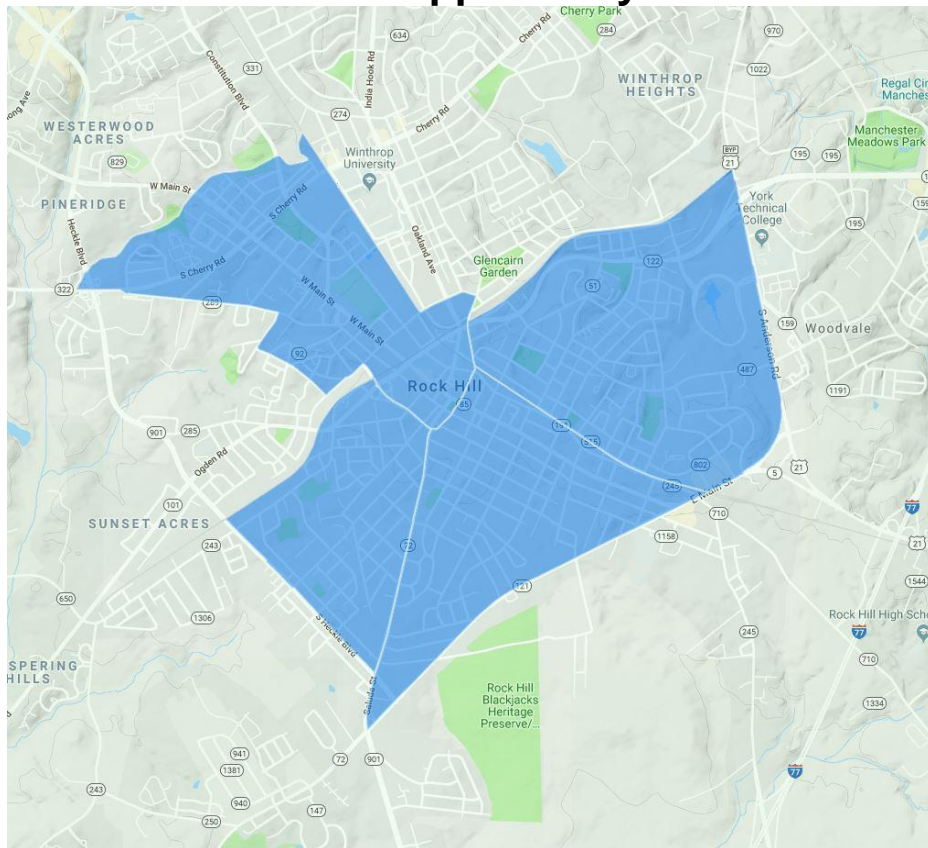 Cherry Park
634
Cherry Rd
284
970
Constitution Blvd
331
India Hook Rd
1022
WINTHROP
HEIGHTS
Regal Cin
Manches
ong Ave
274
Cherry Rd
WESTERWOOD
ACRES
Manchester
Meadows Park
829
Winthrop
University
BYP
21
195
195
W Main St
S Cherry Rd
PINERIDGE
York
Technical
College
159
195
Heckle Blvd
Oakland Ave
Glencairn
Garden
122
S Cherry Rd
51
322
289
W Main St
W Main St
S Anderson Rd
159
Woodvale
92
487
Rock Hill
1191
85
901
285
Ogden Rd
802
5
21
101
245
E Main St
710
77
SUNSET ACRES
243
1158
21
72
121
1544
650
1306
S Heckle Blvd
Rock Hill High Scho
245
77
710
SPERING
HILLS
Saluda St
Rock Hill
Blackjacks
Heritage
Preserve/...
1334
941
72
901
1381
77
243
940
147
250